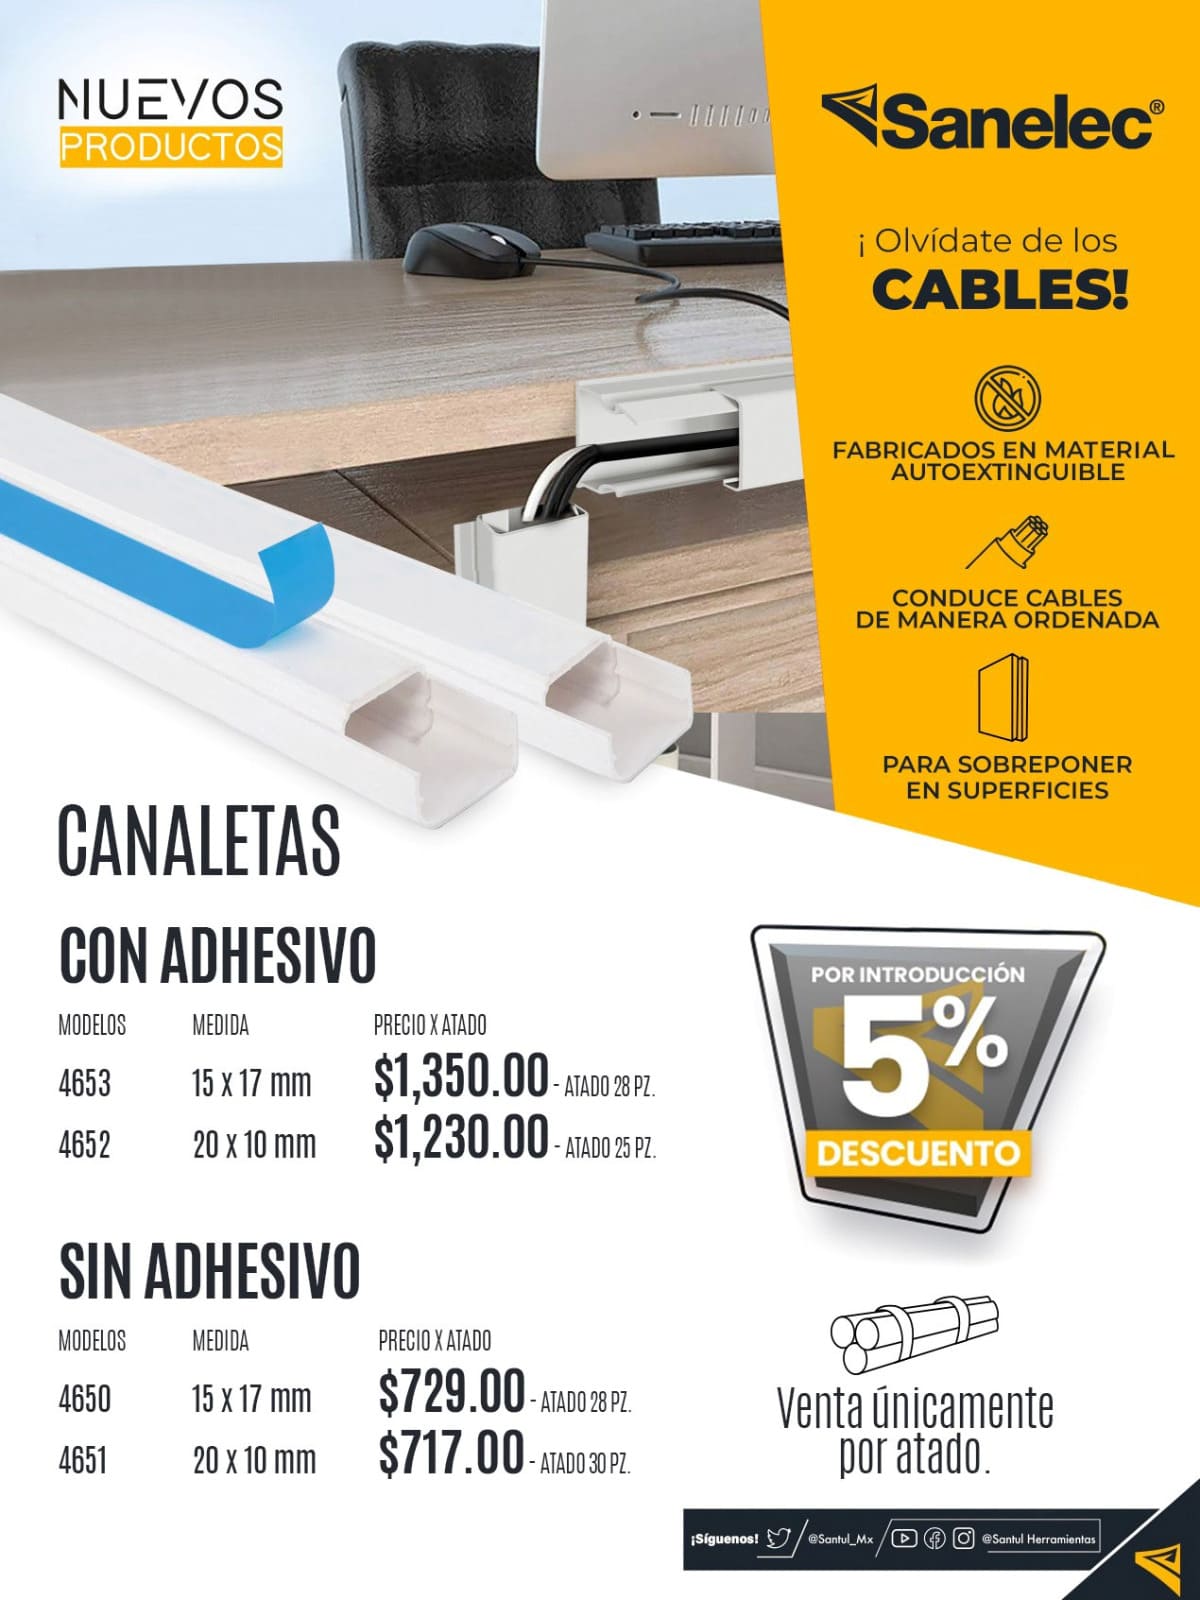 NUEVOS
PRODUCTOS
Sanelec®
¡Olvídate de los
CABLES!
FABRICADOS EN MATERIAL
AUTOEXTINGUIBLE
CONDUCE CABLES
DE MANERA ORDENADA
PARA SOBREPONER
EN SUPERFICIES
CANALETAS
CON ADHESIVO
MODELOS MEDIDA PRECIO X ATADO
4653 15 x 17 mm $1,350.00 - ATADO 28 PZ.
4652 20 x 10 mm $1,230.00 - ATADO 25 PZ.
POR INTRODUCCIÓN
5%
DESCUENTO
SIN ADHESIVO
MODELOS MEDIDA PRECIO X ATADO
4650 15 x 17 mm $729.00 - ATADO 28 PZ.
4651 20 x 10 mm $717.00 - ATADO 30 PZ.
Venta únicamente
por atado.
¡Síguenos! @Santul_Mx @Santul Herramientas